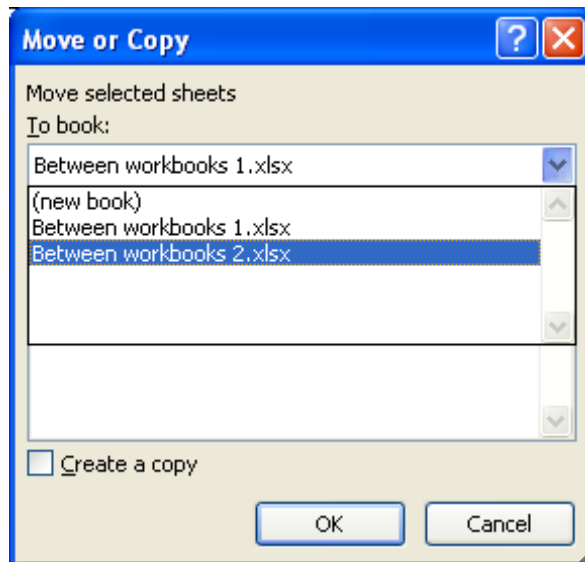 Move or Copy
Move selected sheets
To book:
Between workbooks 1.xlsx
(new book)
Between workbooks 1.xlsx
Between workbooks 2.xlsx
Create a copy
OK Cancel